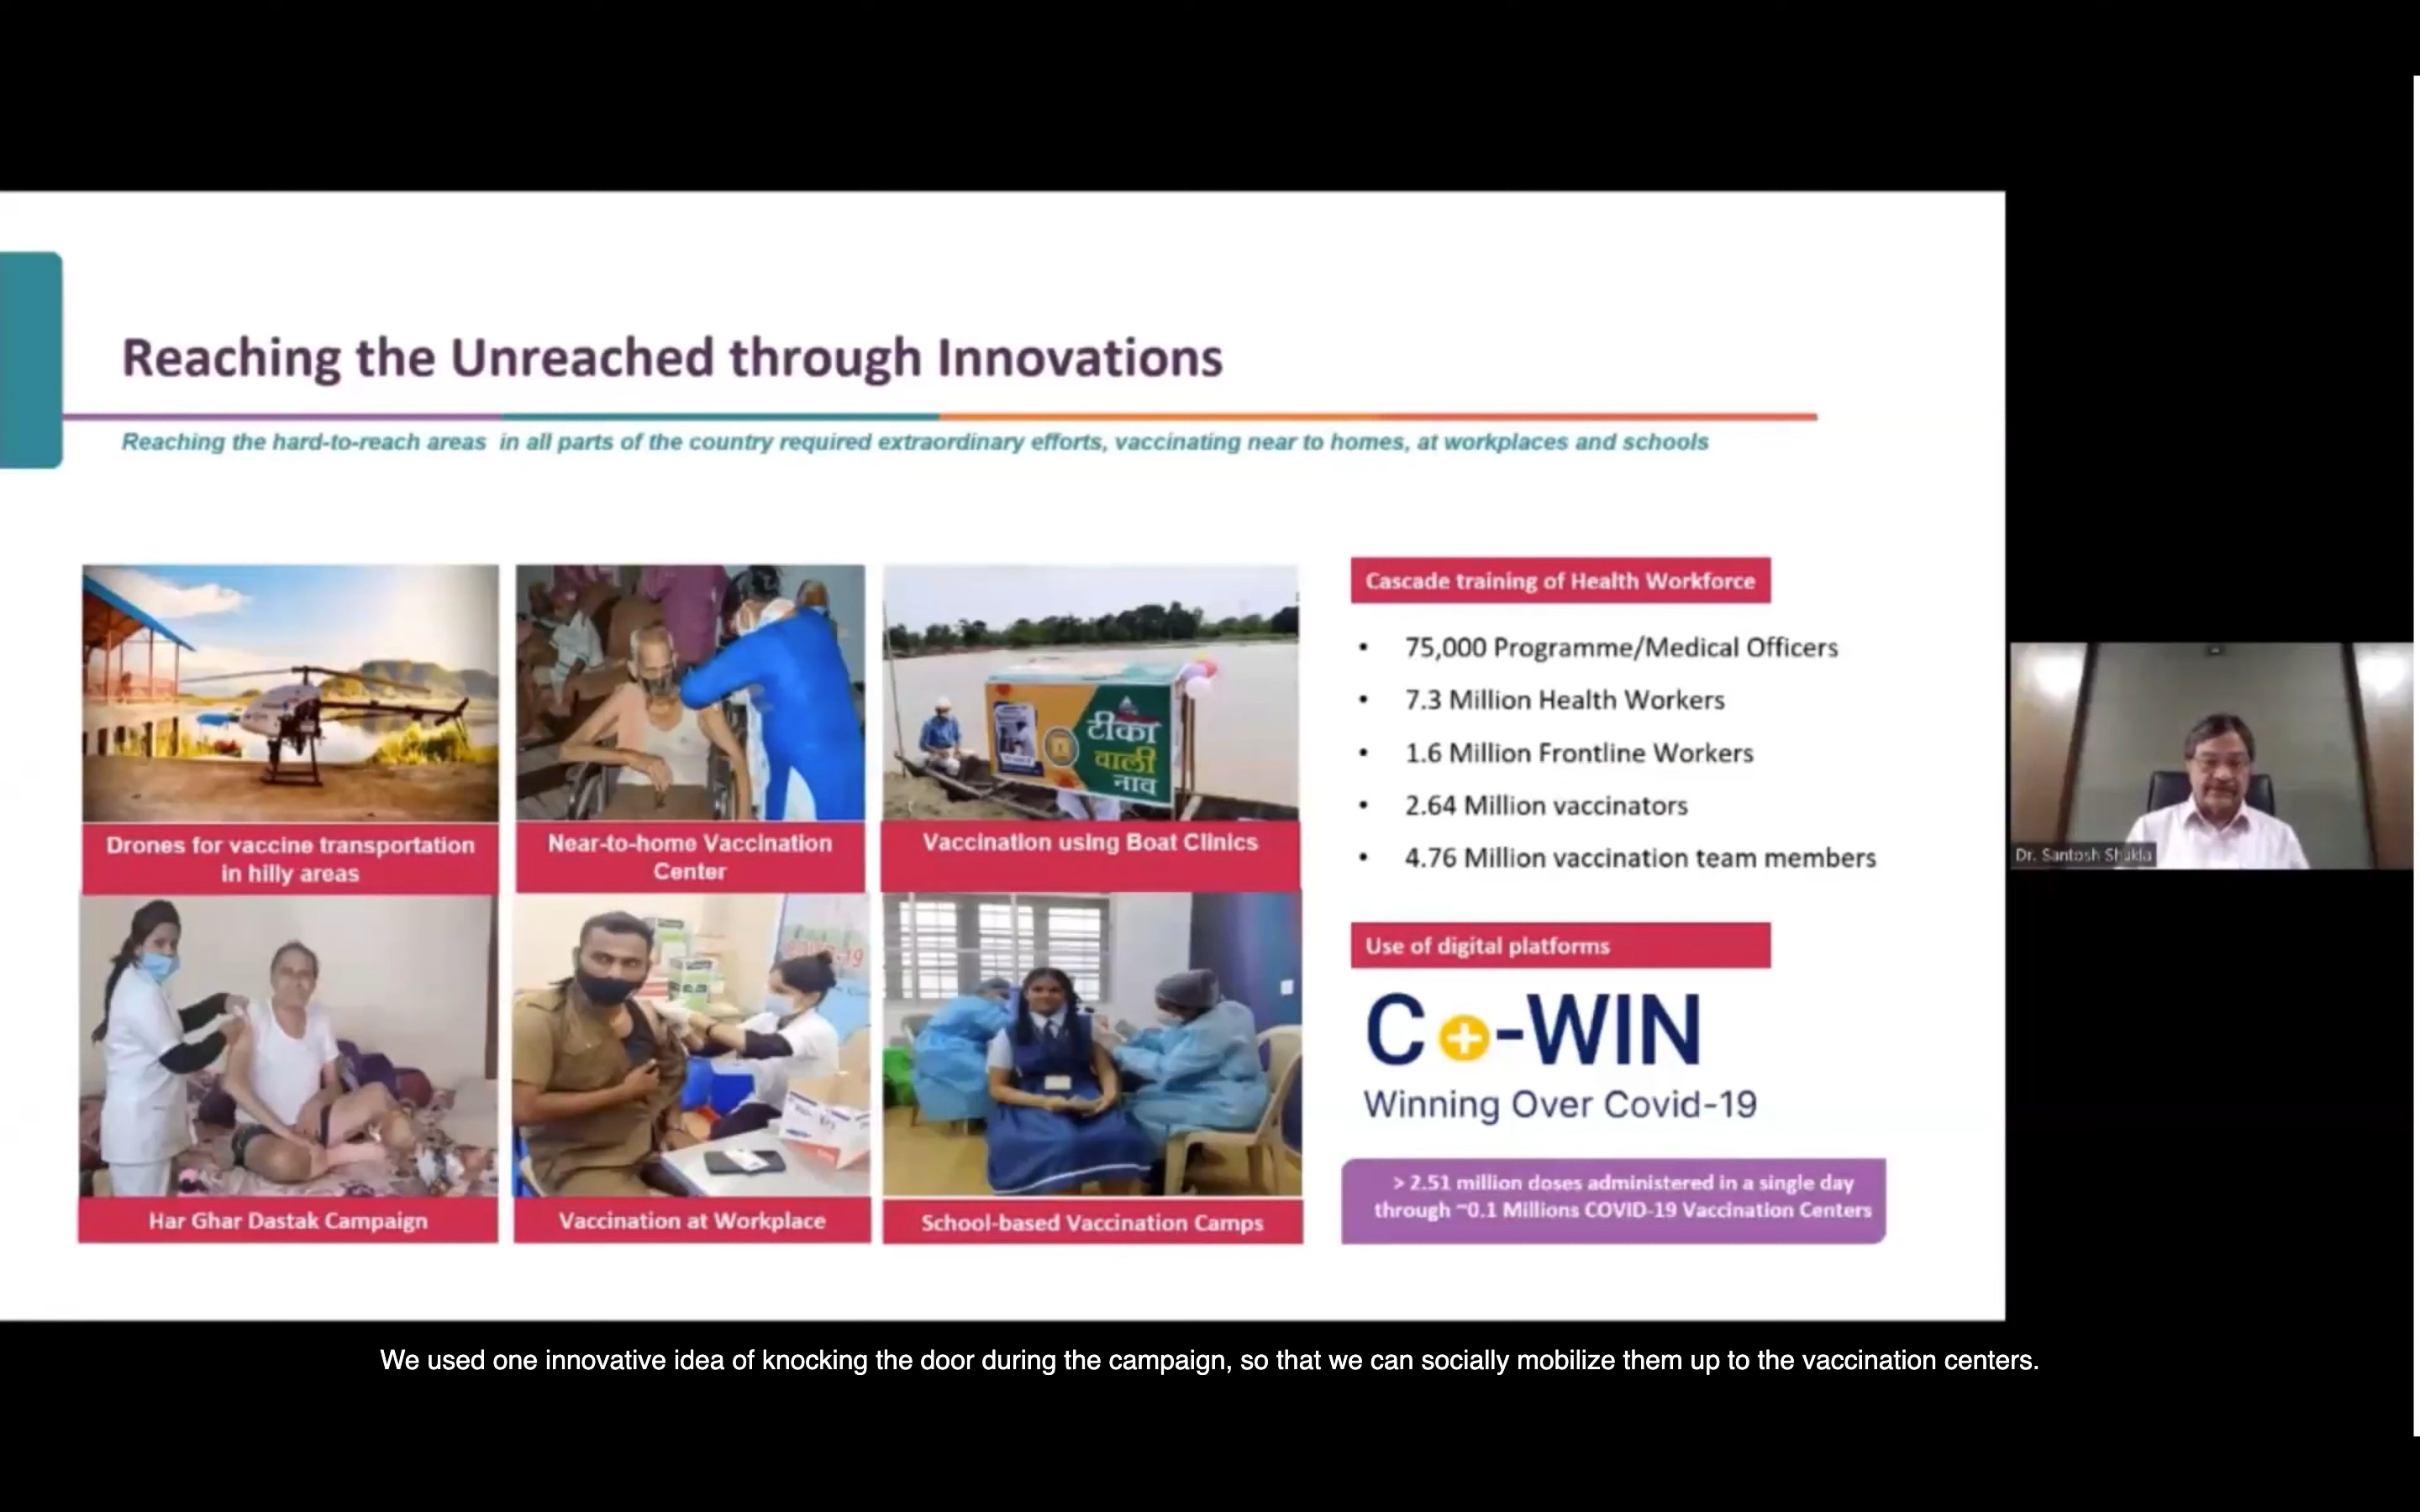 Reaching the Unreached through Innovations
Reaching the hard-to-reach areas in all parts of the country required extraordinary efforts, vaccinating near to homes, at workplaces and schools
टीका
वाली
नाव
Drones for vaccine transportation
in hilly areas
Near-to-home Vaccination
Center
Vaccination using Boat Clinics
Har Ghar Dastak Campaign
Vaccination at Workplace
School-based Vaccination Camps
Cascade training of Health Workforce
• 75,000 Programme/Medical Officers
• 7.3 Million Health Workers
• 1.6 Million Frontline Workers
• 2.64 Million vaccinators
• 4.76 Million vaccination team members
Use of digital platforms
Co-WIN
Winning Over Covid-19
> 2.51 million doses administered in a single day
through ~0.1 Millions COVID-19 Vaccination Centers
Dr. Santosh Shukla
We used one innovative idea of knocking the door during the campaign, so that we can socially mobilize them up to the vaccination centers.